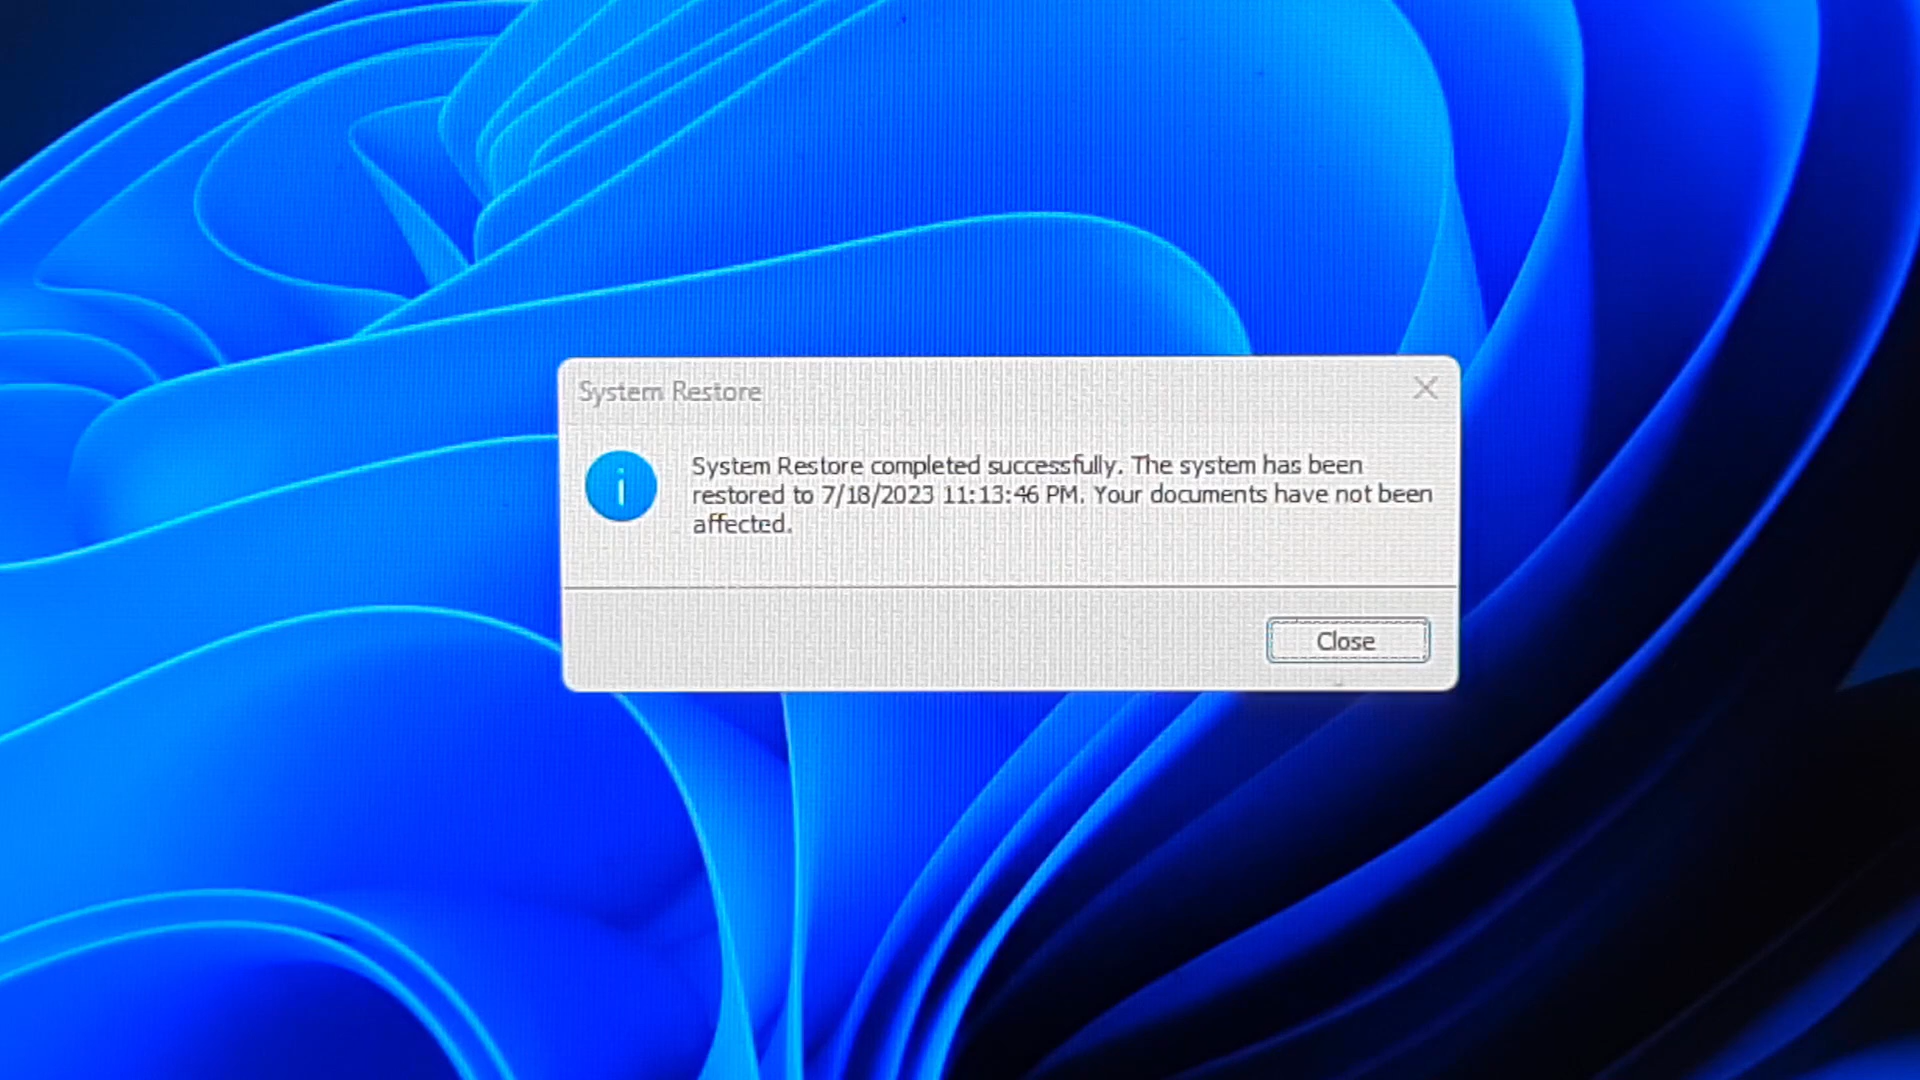 System Restore
System Restore completed successfully. The system has been
restored to 7/18/2023 11:13:46 PM. Your documents have not been
affected.
Close